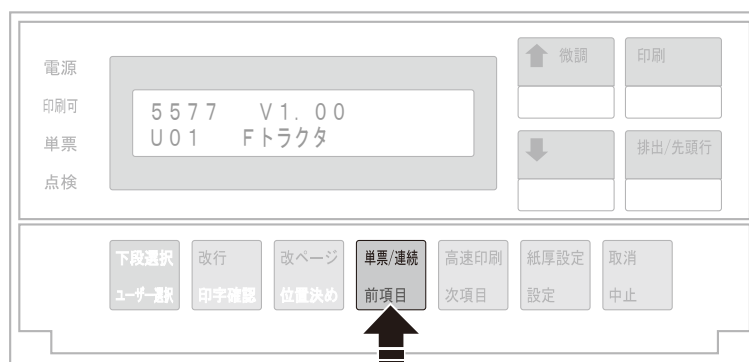 電源
印刷可
単票
点検
5577 V1.00
U01 Fトラクタ
微調
印刷
排出/先頭行
下段選択
ユーザー選択
改行
印字確認
改ページ
位置決め
単票/連続
前項目
高速印刷
次項目
紙厚設定
設定
取消
中止